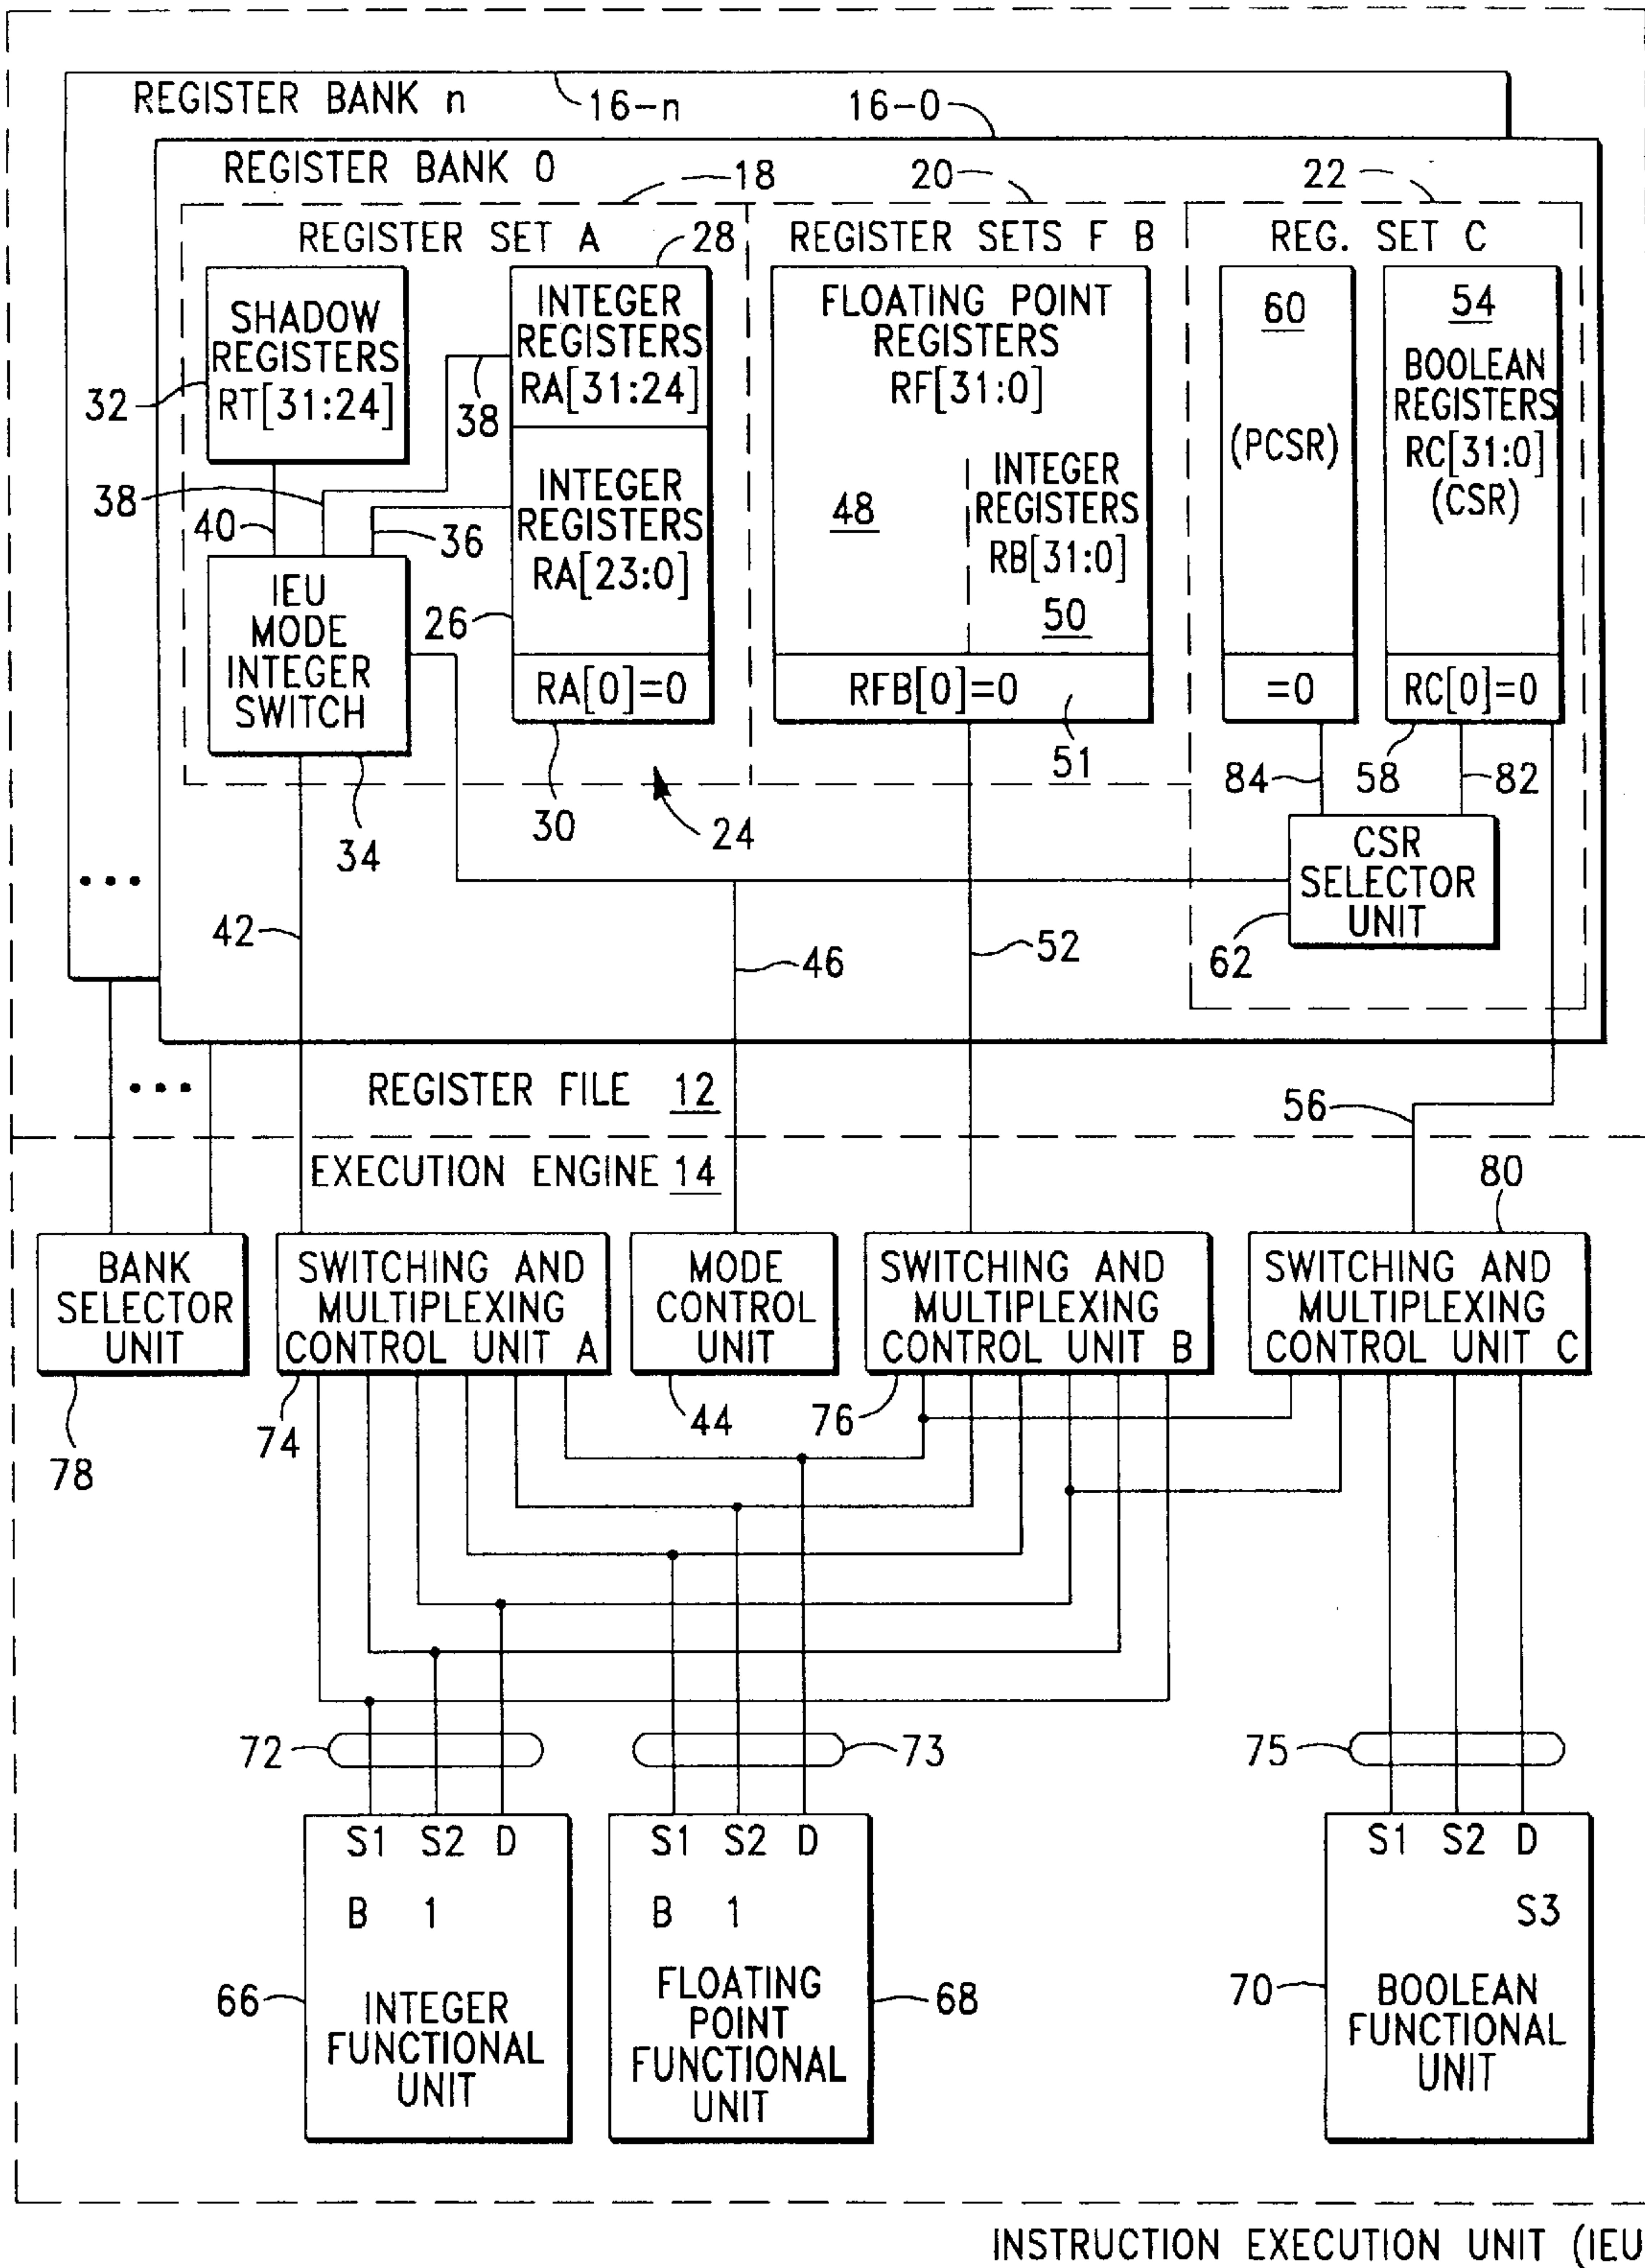 REGISTER BANK n
16-n
16-0
REGISTER BANK 0
18
20
22
REGISTER SET A
28
REGISTER SETS F B
REG. SET C
SHADOW
REGISTERS
RT[31:24]
32
38
INTEGER
REGISTERS
RA[31:24]
FLOATING POINT
REGISTERS
RF[31:0]
60
(PCSR)
54
BOOLEAN
REGISTERS
RC[31:0]
(CSR)
38
40
36
INTEGER
REGISTERS
RA[23:0]
48
INTEGER
REGISTERS
RB[31:0]
50
IEU
MODE
INTEGER
SWITCH
26
RA[0]=0
RFB[0]=0
=0
RC[0]=0
34
30
24
51
84
58
82
CSR
SELECTOR
UNIT
62
•••
42
46
52
•••
REGISTER FILE 12
56
EXECUTION ENGINE 14
80
BANK
SELECTOR
UNIT
SWITCHING AND
MULTIPLEXING
CONTROL UNIT A
MODE
CONTROL
UNIT
SWITCHING AND
MULTIPLEXING
CONTROL UNIT B
SWITCHING AND
MULTIPLEXING
CONTROL UNIT C
78
74
44
76
72
73
75
S1 S2 D
B 1
INTEGER
FUNCTIONAL
UNIT
66
S1 S2 D
B 1
FLOATING
POINT
FUNCTIONAL
UNIT
68
S1 S2 D
S3
BOOLEAN
FUNCTIONAL
UNIT
70
INSTRUCTION EXECUTION UNIT (IEU